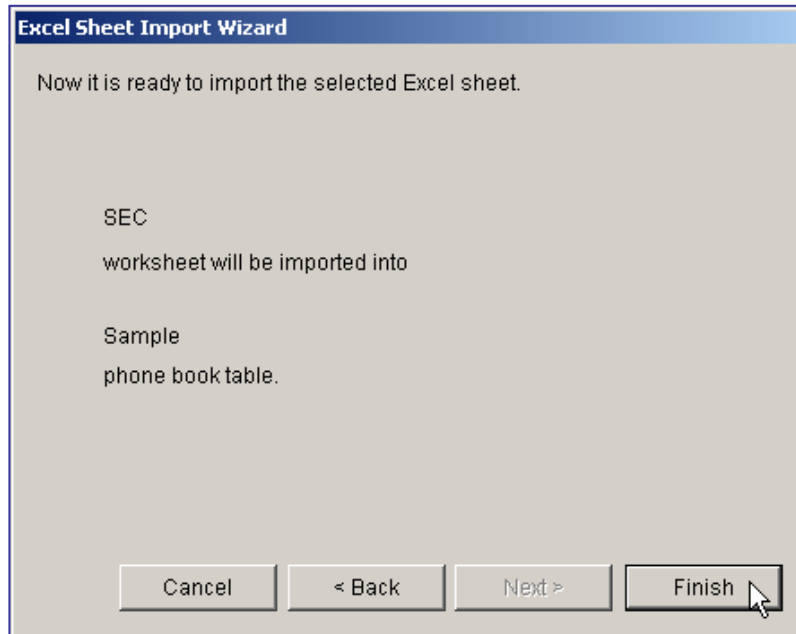 Excel Sheet Import Wizard
Now it is ready to import the selected Excel sheet.
SEC
worksheet will be imported into
Sample
phone book table.
Cancel
< Back
Next >
Finish